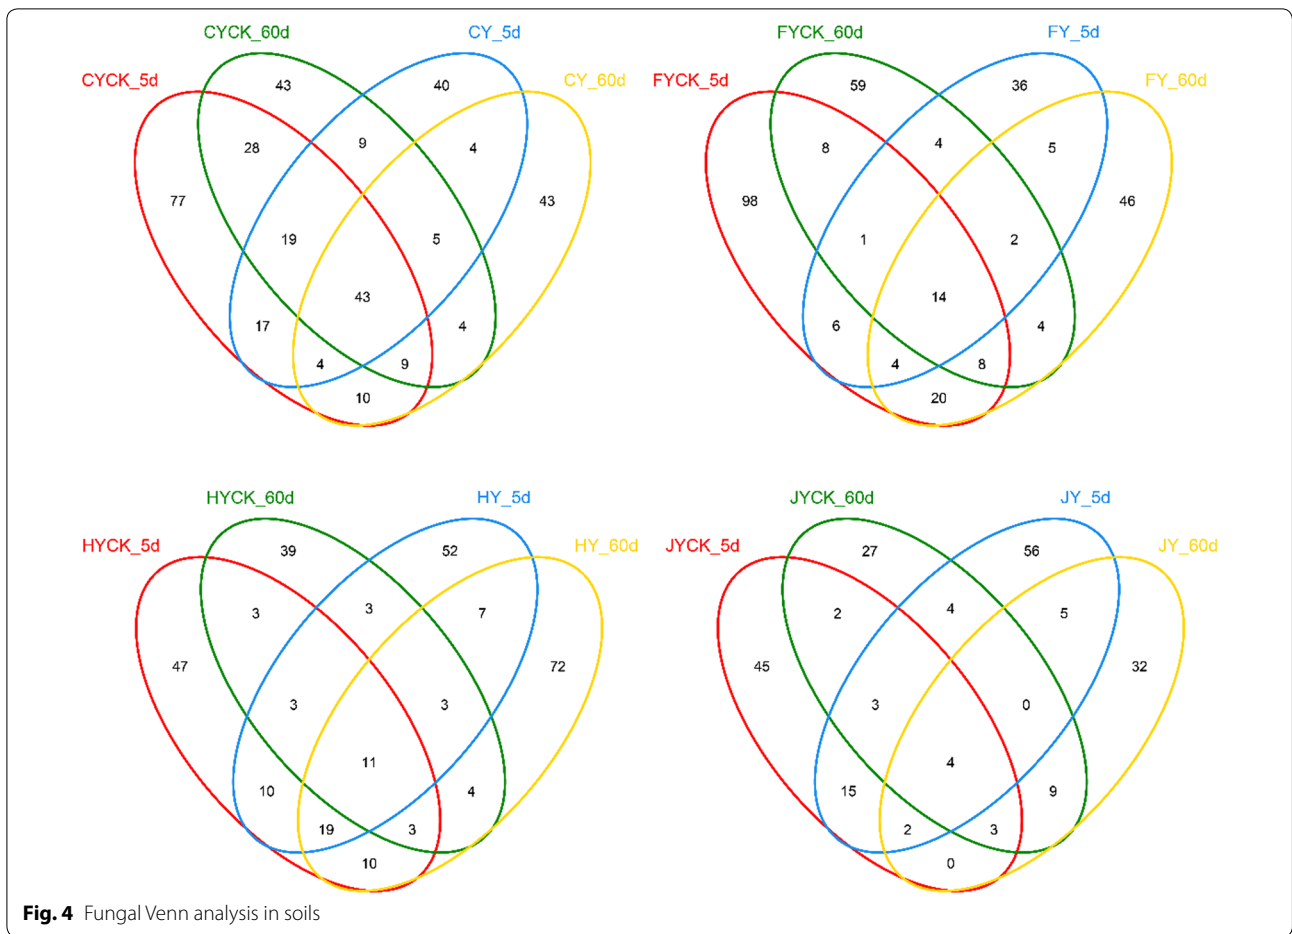 CYCK_60d CY_5d
CYCK_5d CY_60d
43 40
28 9 4
77 43
19 5
43
17 4
4 9
10
FYCK_60d FY_5d
FYCK_5d FY_60d
59 36
8 4 5
98 46
1 2
14
6 4
4 8
20
HYCK_60d HY_5d
HYCK_5d HY_60d
39 52
3 3 7
47 72
3 3
11
10 4
19 3
10
JYCK_60d JY_5d
JYCK_5d JY_60d
27 56
2 4 5
45 32
3 0
4
15 9
2 3
0
Fig. 4 Fungal Venn analysis in soils